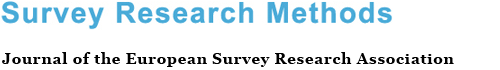 Survey Research Methods
Journal of the European Survey Research Association